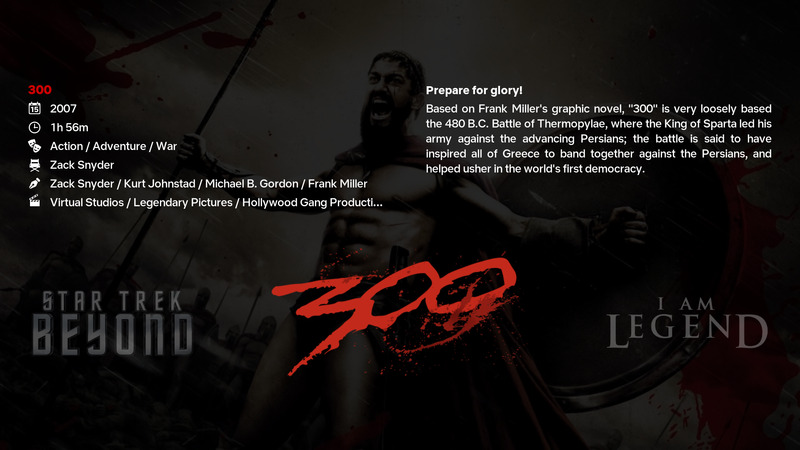 300
15 2007
1h 56m
Action / Adventure / War
Zack Snyder
Zack Snyder / Kurt Johnstad / Michael B. Gordon / Frank Miller
Virtual Studios / Legendary Pictures / Hollywood Gang Producti...
Prepare for glory!
Based on Frank Miller's graphic novel, "300" is very loosely based
the 480 B.C. Battle of Thermopylae, where the King of Sparta led his
army against the advancing Persians; the battle is said to have
inspired all of Greece to band together against the Persians, and
helped usher in the world's first democracy.
STAR TREK
BEYOND
300
I AM
LEGEND